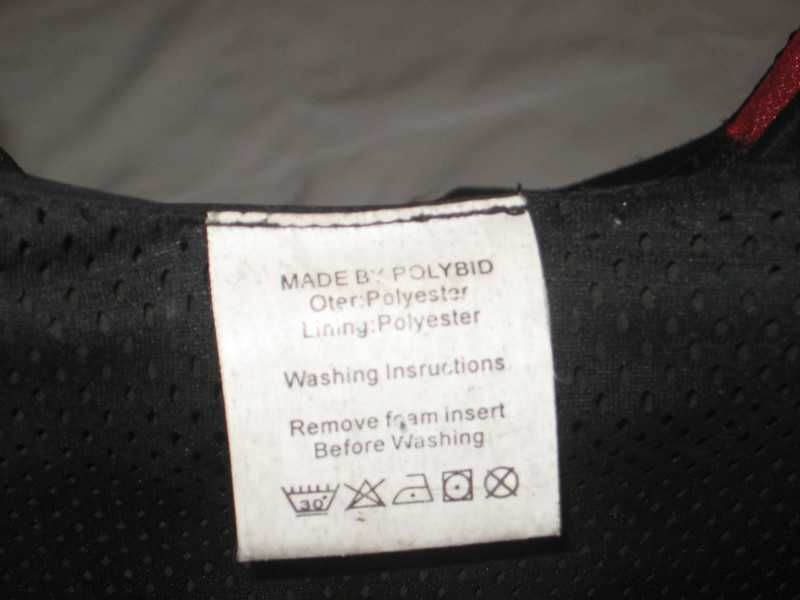 MADE BY POLYBID
Oter:Polyester
Lining:Polyester
Washing Insructions
Remove foam insert
Before Washing
30°